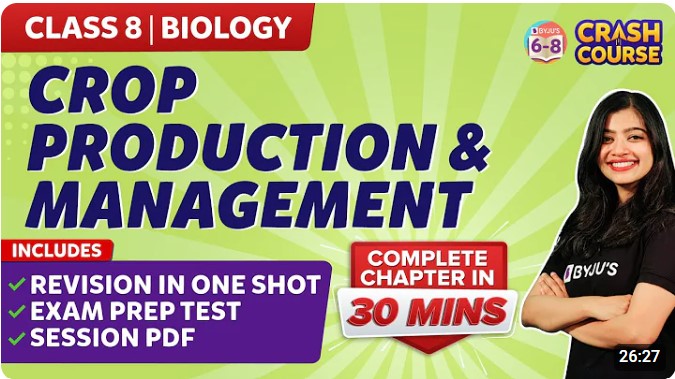 CLASS 8 | BIOLOGY
BYJU'S
6-8
CRASH
COURSE
CROP
PRODUCTION &
MANAGEMENT
INCLUDES
REVISION IN ONE SHOT
EXAM PREP TEST
SESSION PDF
COMPLETE
CHAPTER IN
30 MINS
BYJU'S
26:27